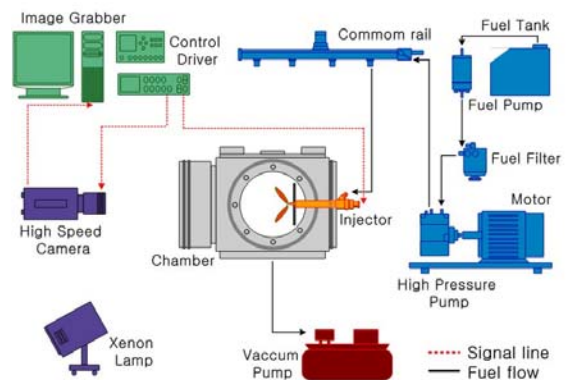 Image Grabber
Control
Driver
Commom rail
Fuel Tank
Fuel Pump
Fuel Filter
Motor
High Pressure
Pump
Injector
Chamber
High Speed
Camera
Xenon
Lamp
Vaccum
Pump
Signal line
Fuel flow